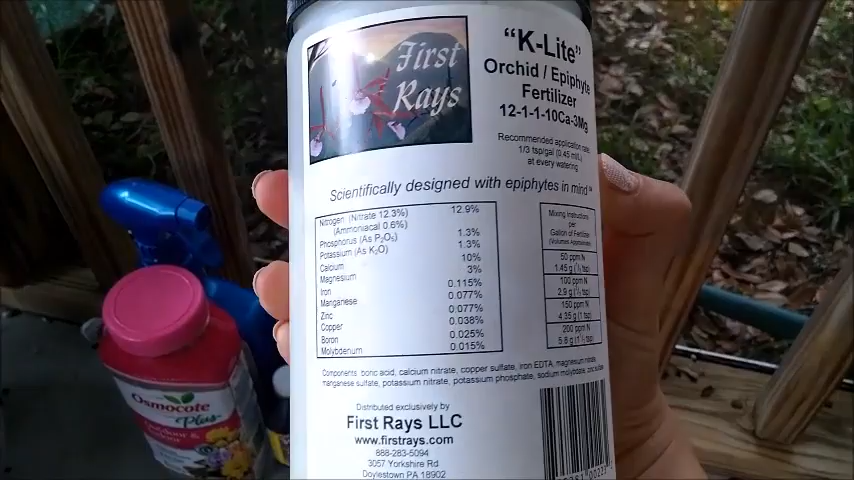 First
Rays
"K-Lite"
Orchid / Epiphyte
Fertilizer
12-1-1-10Ca-3Mg
Recommended application rate:
1/3 tsp/gal (0.45 mL/L)
at every watering
Scientifically designed with epiphytes in mind™
Nitrogen (Nitrate 12.3%) 12.9%
(Ammoniacal 0.6%)
Phosphorus (As P₂O₅) 1.3%
Potassium (As K₂O) 1.3%
Calcium 10%
Magnesium 3%
Iron 0.115%
Manganese 0.077%
Zinc 0.077%
Copper 0.038%
Boron 0.025%
Molybdenum 0.015%
Mixing Instructions
per
Gallon of Fertilizer
(Volumes Approximate)
50 ppm N
1.45 g
100 ppm N
2.9 g
150 ppm N
4.35 g (1 tsp)
200 ppm N
5.8 g
Components: boric acid, calcium nitrate, copper sulfate, iron EDTA, magnesium nitrate,
manganese sulfate, potassium nitrate, potassium phosphate, sodium molybdate, zinc sulfate
Distributed exclusively by
First Rays LLC
www.firstrays.com
888-283-5094
3057 Yorkshire Rd
Doylestown PA 18902
Osmocote
Plus
Outdoor &
Indoor